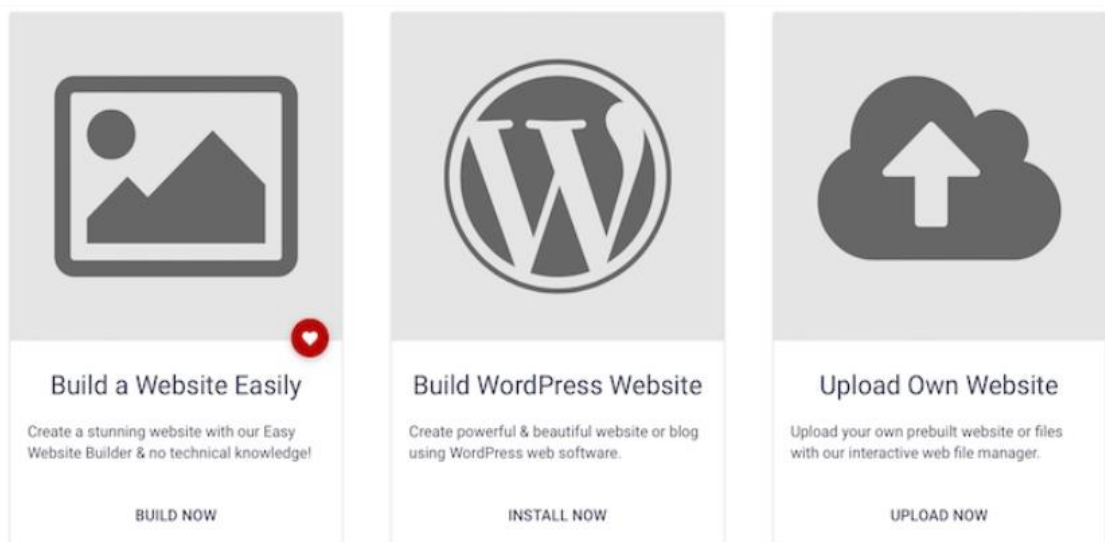 Build a Website Easily
Create a stunning website with our Easy
Website Builder & no technical knowledge!
BUILD NOW
Build WordPress Website
Create powerful & beautiful website or blog
using WordPress web software.
INSTALL NOW
Upload Own Website
Upload your own prebuilt website or files
with our interactive web file manager.
UPLOAD NOW